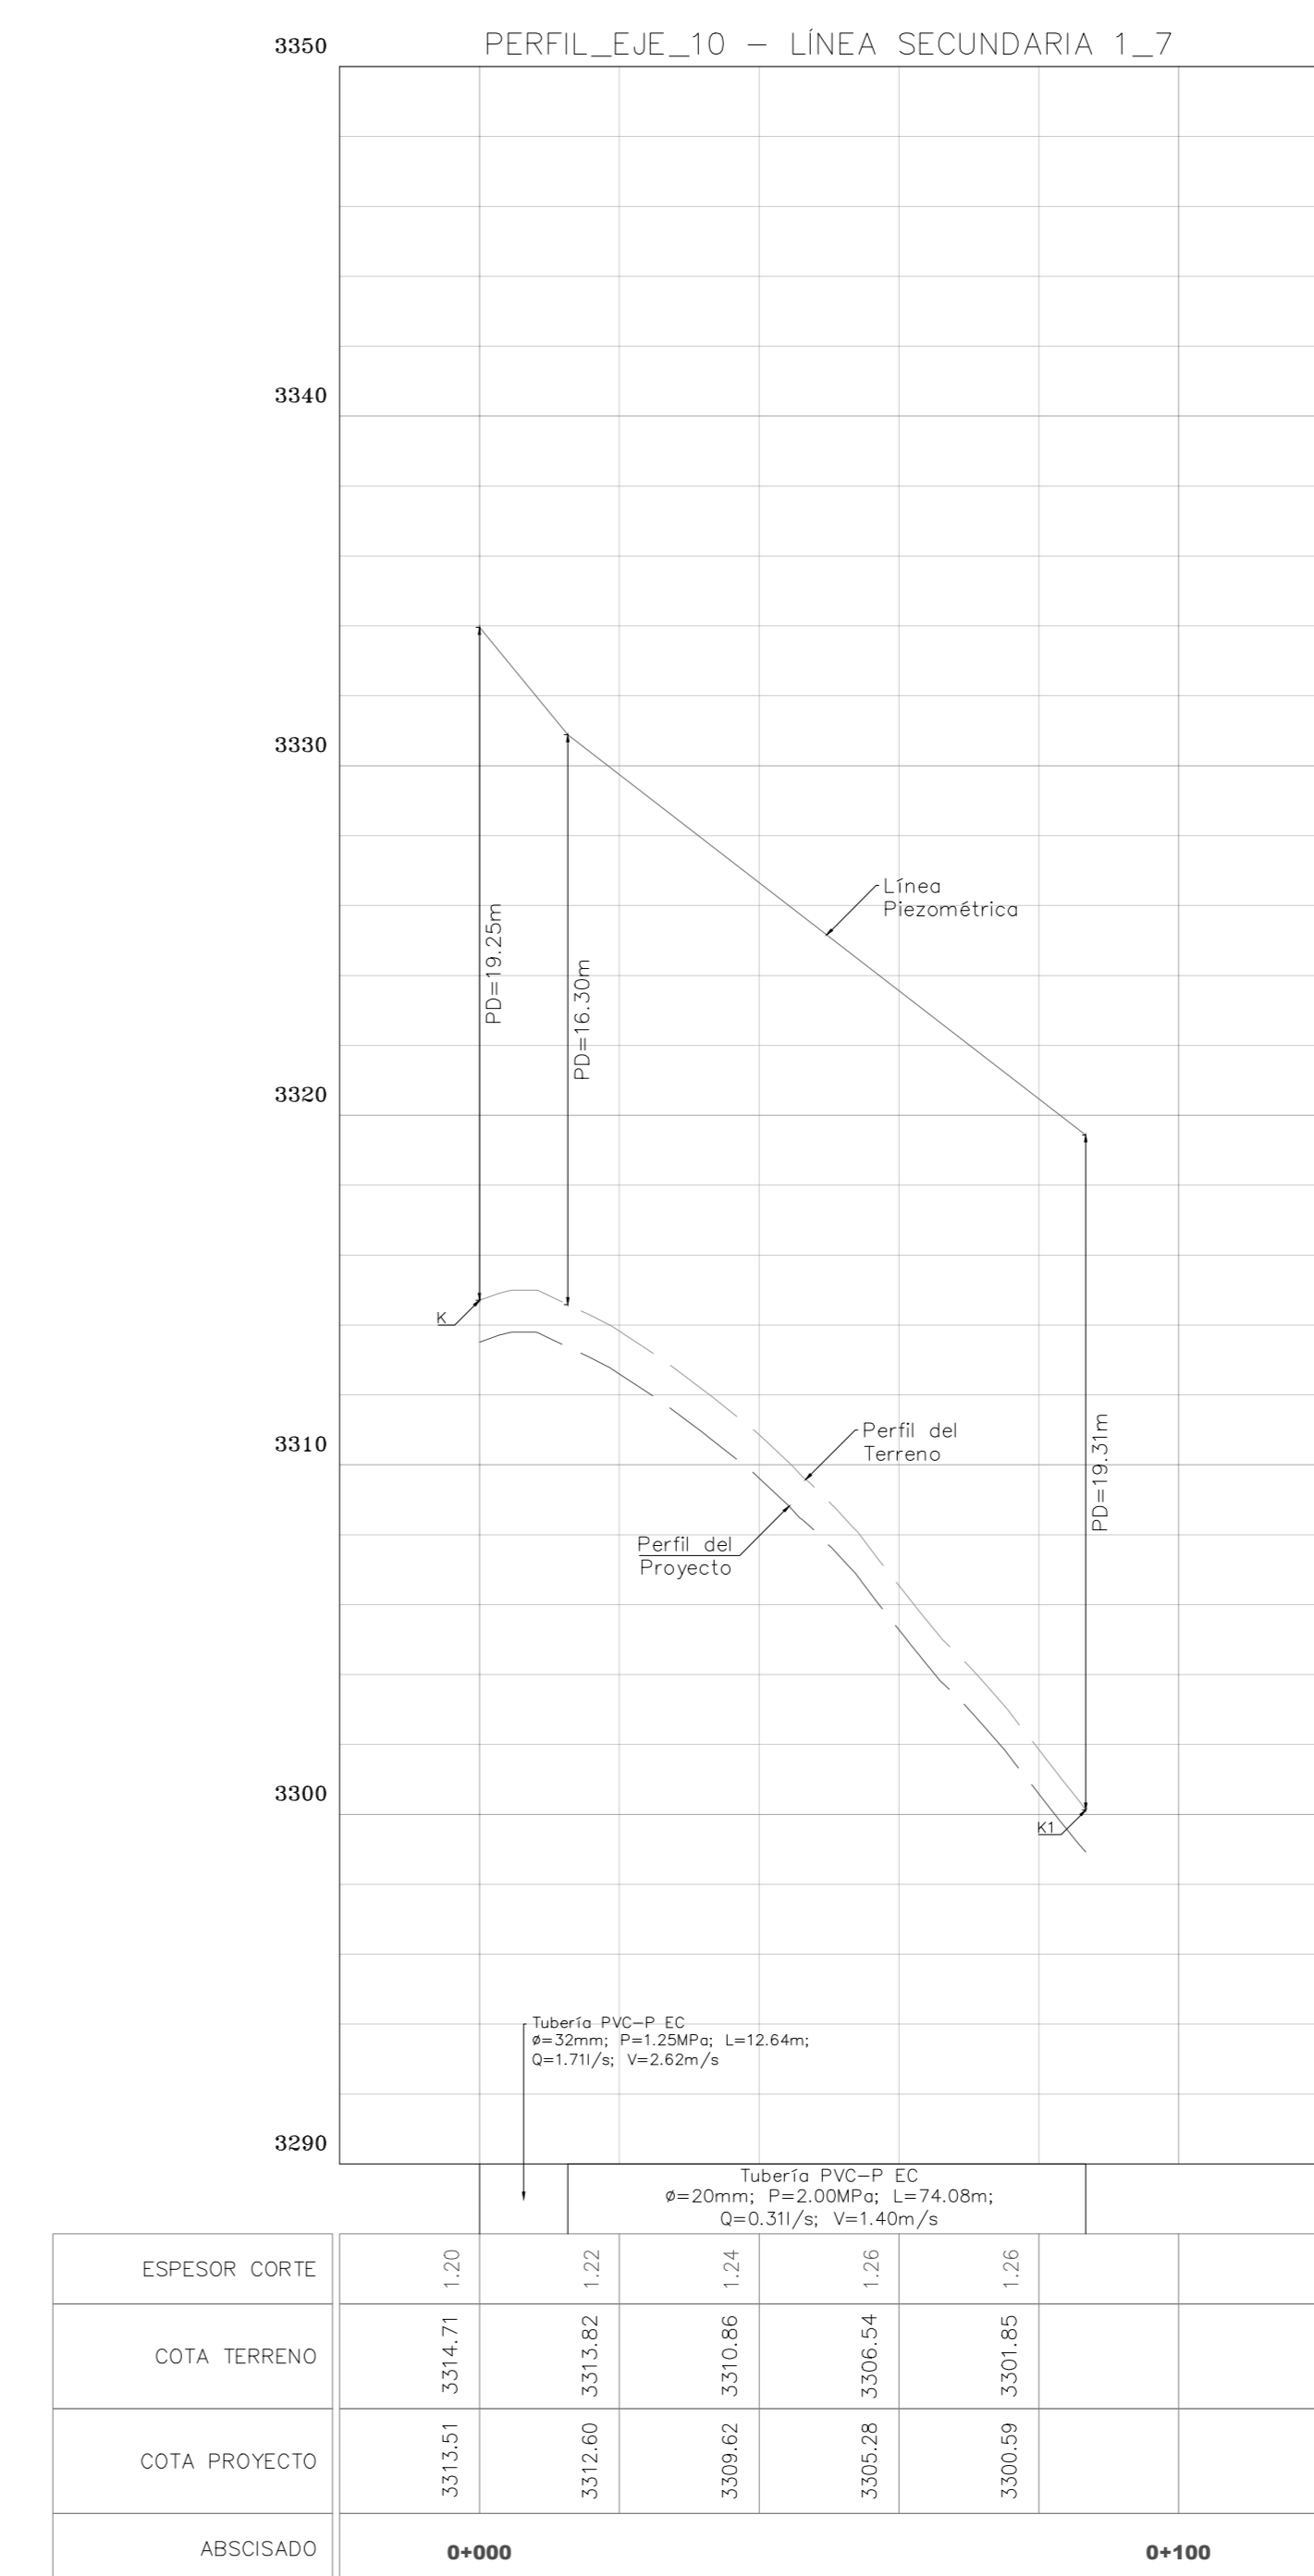 PERFIL_EJE_10 – LÍNEA SECUNDARIA 1_7
3350
3340
3330
3320
3310
3300
3290
PD=19.25m
PD=16.30m
Línea
Piezométrica
K
Perfil del
Terreno
Perfil del
Proyecto
PD=19.31m
K1
Tubería PVC–P EC
ø=32mm; P=1.25MPa; L=12.64m;
Q=1.71l/s; V=2.62m/s
Tubería PVC–P EC
ø=20mm; P=2.00MPa; L=74.08m;
Q=0.31l/s; V=1.40m/s
ESPESOR CORTE 1.20 1.22 1.24 1.26 1.26
COTA TERRENO 3314.71 3313.82 3310.86 3306.54 3301.85
COTA PROYECTO 3313.51 3312.60 3309.62 3305.28 3300.59
ABSCISADO 0+000 0+100